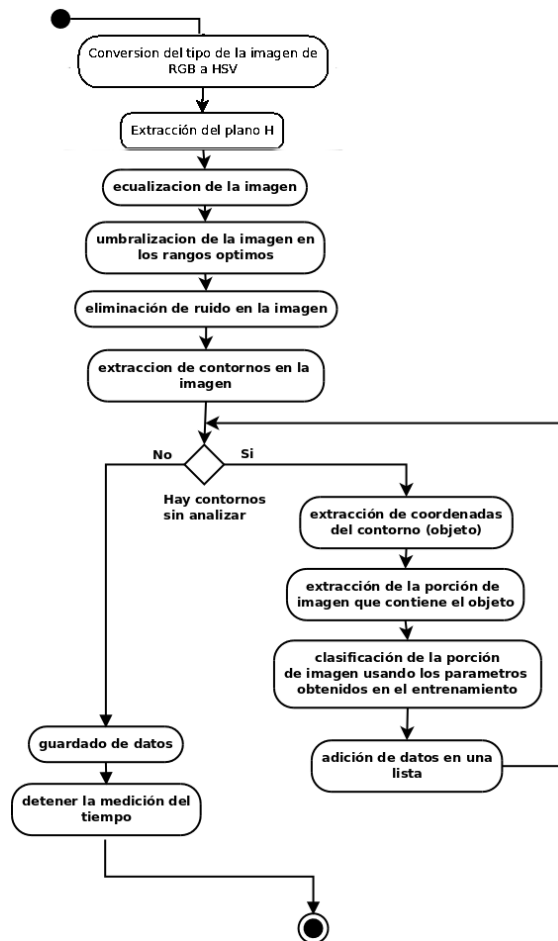 Conversion del tipo de la imagen de
RGB a HSV
Extracción del plano H
ecualizacion de la imagen
umbralizacion de la imagen en
los rangos optimos
eliminación de ruido en la imagen
extraccion de contornos en la
imagen
No
Si
Hay contornos
sin analizar
extracción de coordenadas
del contorno (objeto)
extracción de la porción de
imagen que contiene el objeto
clasificación de la porción
de imagen usando los parametros
obtenidos en el entrenamiento
adición de datos en una
lista
guardado de datos
detener la medición del
tiempo